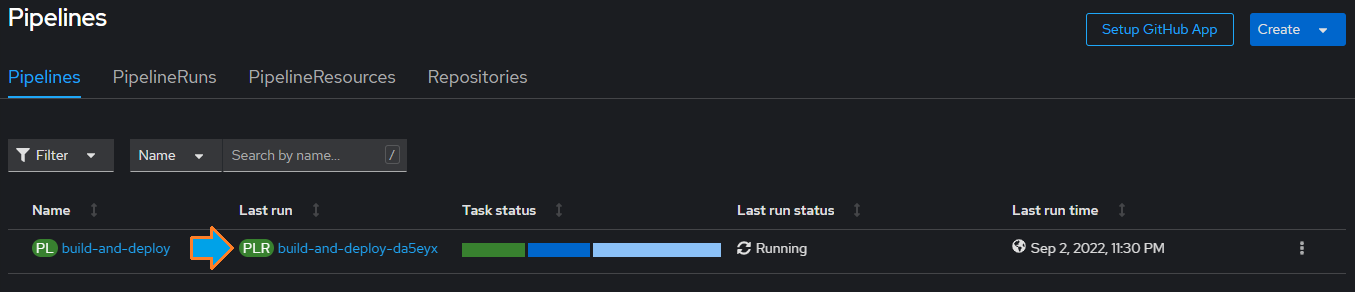 Pipelines
Setup GitHub App
Create
Pipelines PipelineRuns PipelineResources Repositories
Filter Name Search by name... /
Name Last run Task status Last run status Last run time
PL build-and-deploy PLR build-and-deploy-da5eyx Running Sep 2, 2022, 11:30 PM